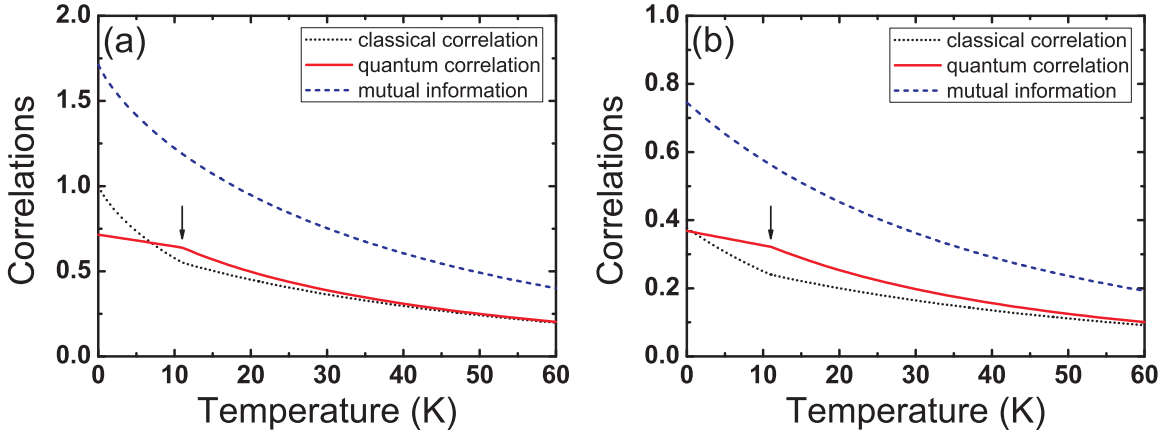 (a)
classical correlation
quantum correlation
mutual information
Correlations
2.0
1.5
1.0
0.5
0.0
0 10 20 30 40 50 60
Temperature (K)
(b)
classical correlation
quantum correlation
mutual information
Correlations
1.0
0.8
0.6
0.4
0.2
0.0
0 10 20 30 40 50 60
Temperature (K)